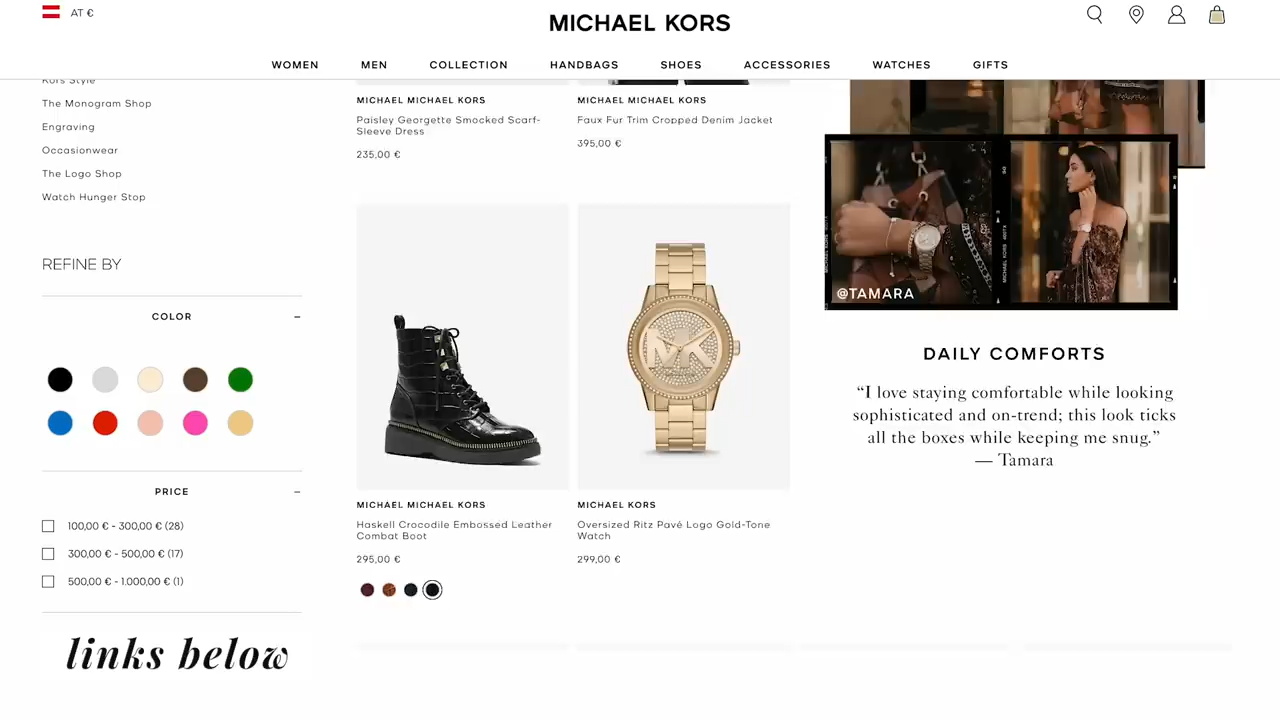 AT €
MICHAEL KORS
WOMEN MEN COLLECTION HANDBAGS SHOES ACCESSORIES WATCHES GIFTS
Kors Style
The Monogram Shop
Engraving
Occasionwear
The Logo Shop
Watch Hunger Stop
REFINE BY
COLOR –
PRICE –
100,00 € - 300,00 € (28)
300,00 € - 500,00 € (17)
500,00 € - 1.000,00 € (1)
links below
MICHAEL MICHAEL KORS
Paisley Georgette Smocked Scarf-
Sleeve Dress
235,00 €
MICHAEL MICHAEL KORS
Faux Fur Trim Cropped Denim Jacket
395,00 €
MK
MICHAEL MICHAEL KORS
Haskell Crocodile Embossed Leather
Combat Boot
295,00 €
MICHAEL KORS
Oversized Ritz Pavé Logo Gold-Tone
Watch
299,00 €
@TAMARA
DAILY COMFORTS
“I love staying comfortable while looking
sophisticated and on-trend; this look ticks
all the boxes while keeping me snug.”
— Tamara